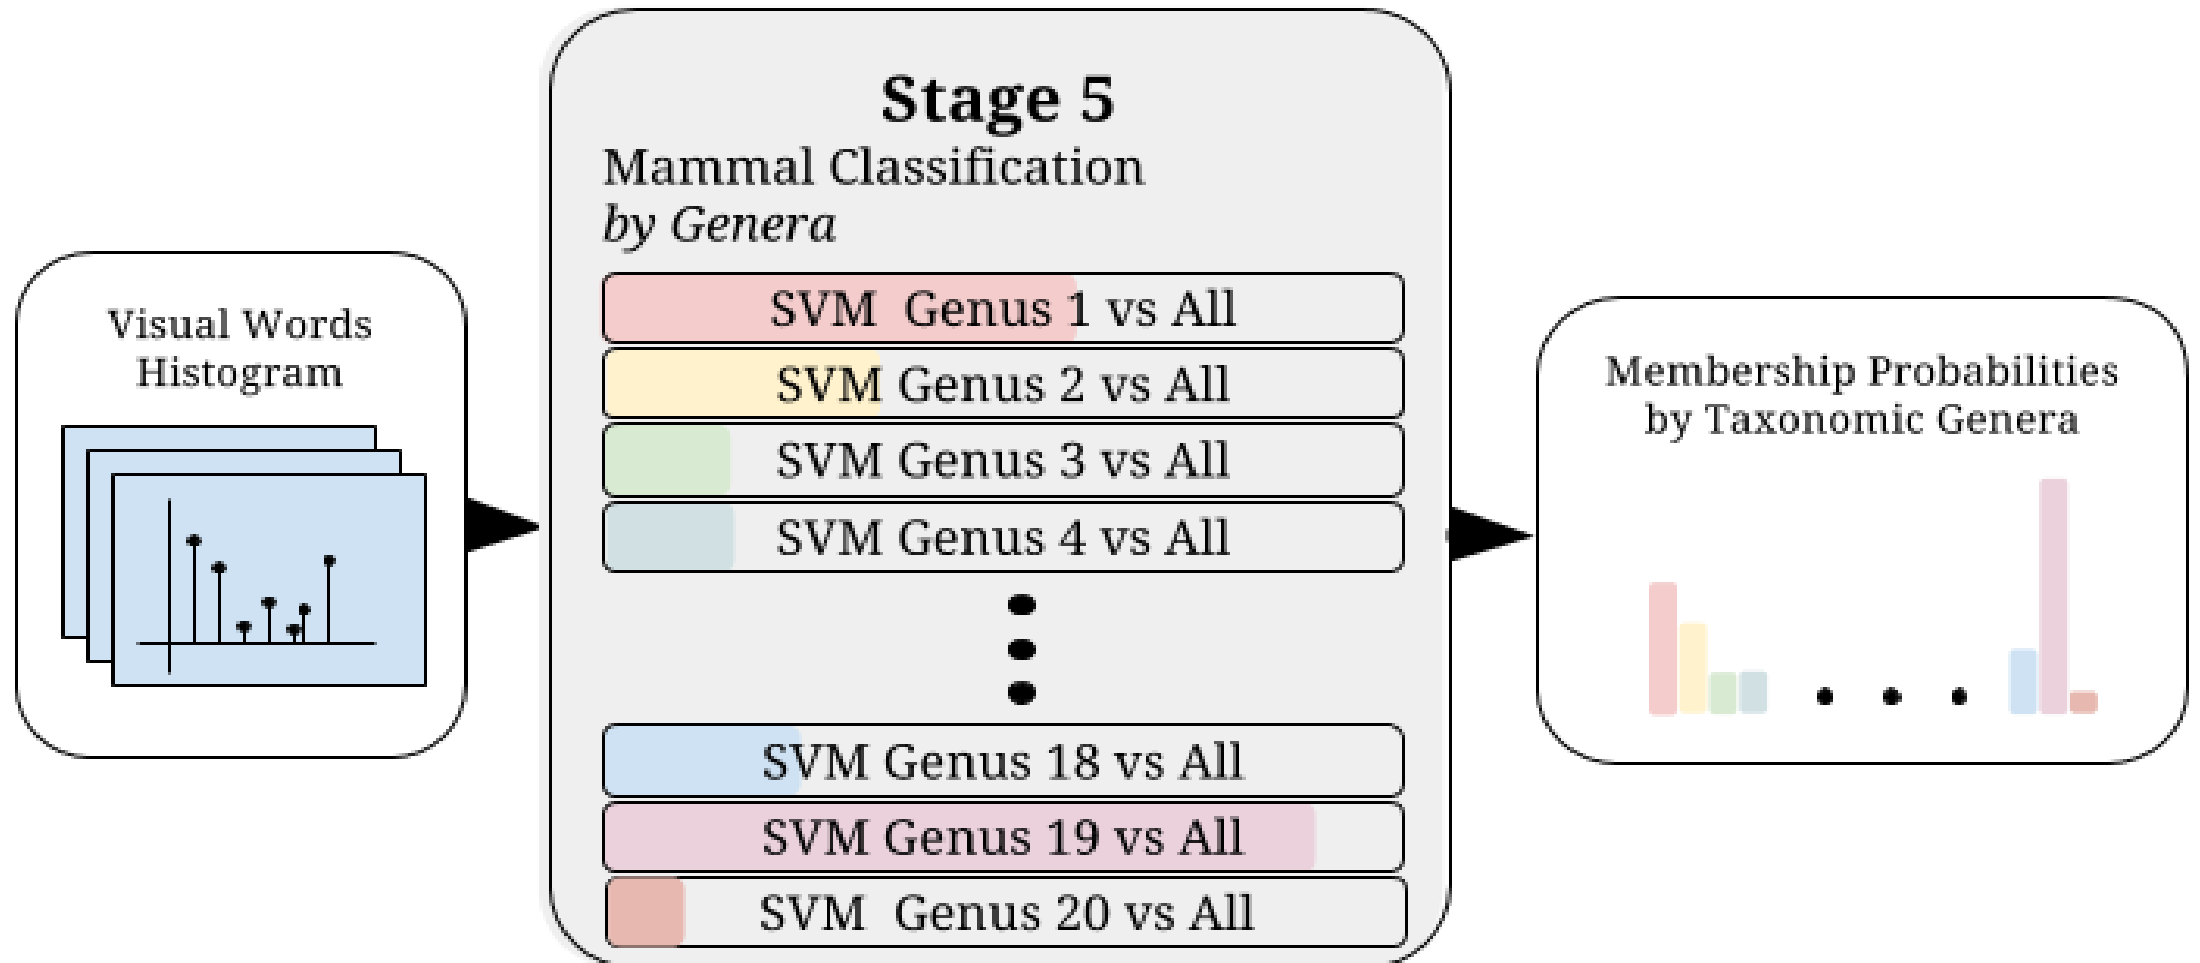 Visual Words
Histogram
Stage 5
Mammal Classification
by Genera
SVM  Genus 1 vs All
SVM Genus 2 vs All
SVM Genus 3 vs All
SVM Genus 4 vs All
SVM Genus 18 vs All
SVM Genus 19 vs All
SVM  Genus 20 vs All
Membership Probabilities
by Taxonomic Genera